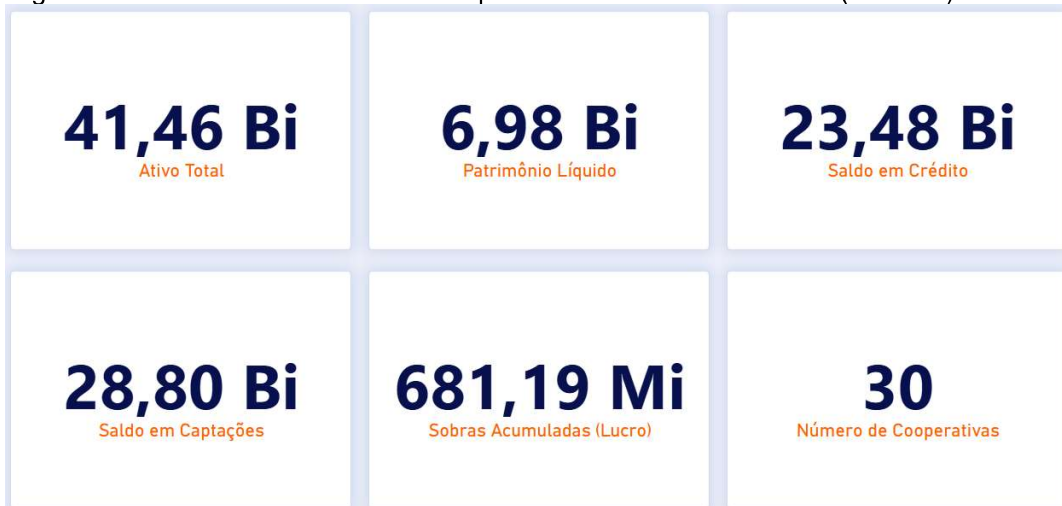 41,46 Bi
Ativo Total
6,98 Bi
Patrimônio Líquido
23,48 Bi
Saldo em Crédito
28,80 Bi
Saldo em Captações
681,19 Mi
Sobras Acumuladas (Lucro)
30
Número de Cooperativas